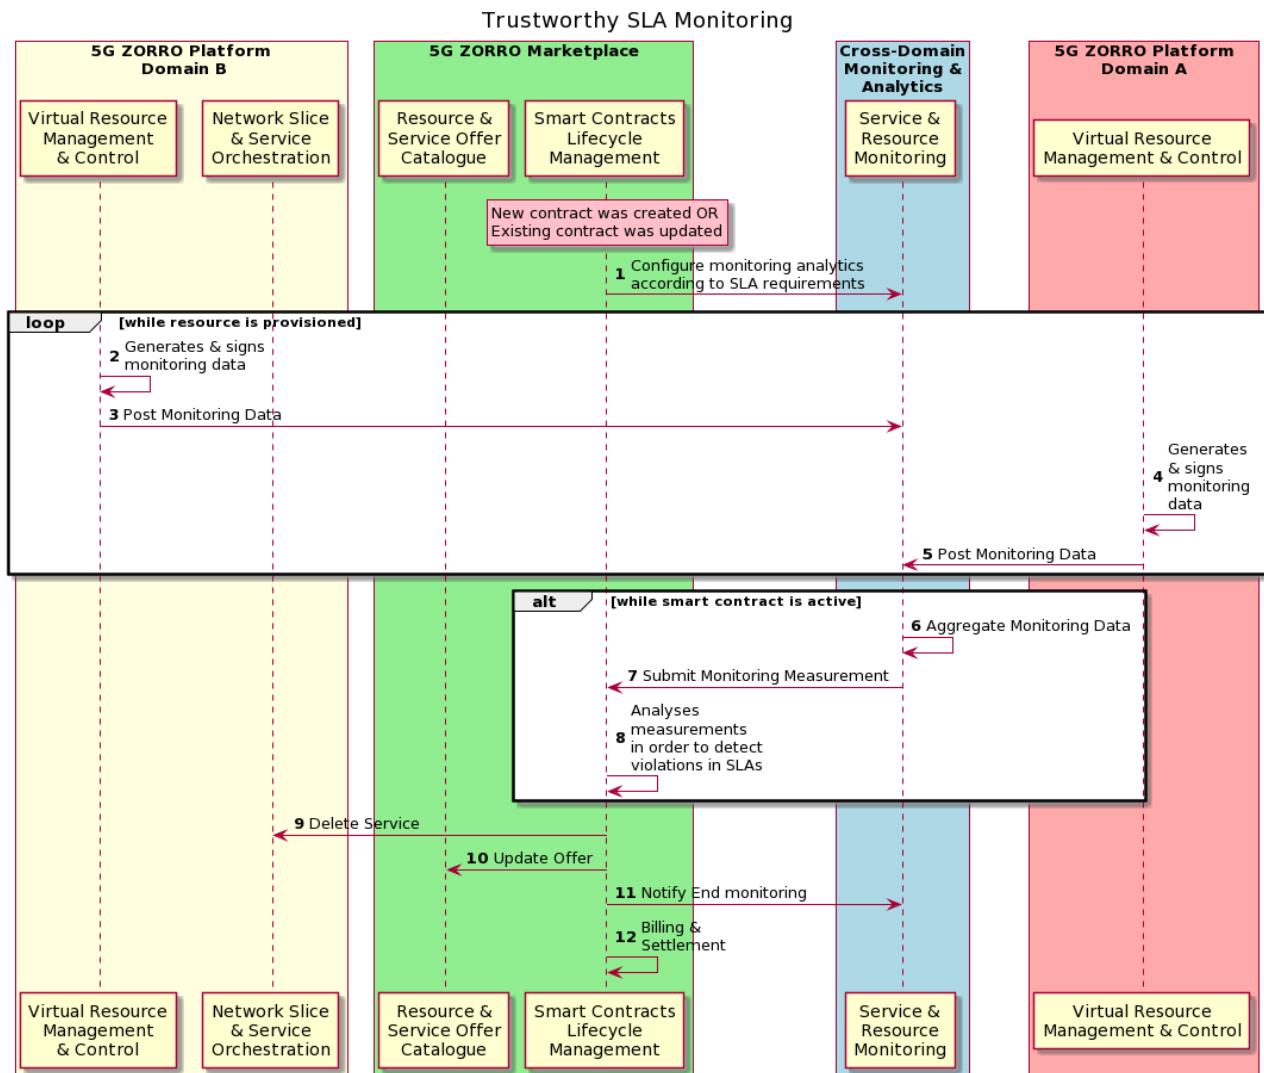 Trustworthy SLA Monitoring
5G ZORRO Platform
Domain B
5G ZORRO Marketplace
Cross-Domain
Monitoring &
Analytics
5G ZORRO Platform
Domain A
Virtual Resource
Management
& Control
Network Slice
& Service
Orchestration
Resource &
Service Offer
Catalogue
Smart Contracts
Lifecycle
Management
Service &
Resource
Monitoring
Virtual Resource
Management & Control
New contract was created OR
Existing contract was updated
1 Configure monitoring analytics
according to SLA requirements
loop [while resource is provisioned]
2 Generates & signs
monitoring data
3 Post Monitoring Data
4 Generates
& signs
monitoring
data
5 Post Monitoring Data
alt [while smart contract is active]
6 Aggregate Monitoring Data
7 Submit Monitoring Measurement
8 Analyses
measurements
in order to detect
violations in SLAs
9 Delete Service
10 Update Offer
11 Notify End monitoring
12 Billing &
Settlement
Virtual Resource
Management
& Control
Network Slice
& Service
Orchestration
Resource &
Service Offer
Catalogue
Smart Contracts
Lifecycle
Management
Service &
Resource
Monitoring
Virtual Resource
Management & Control